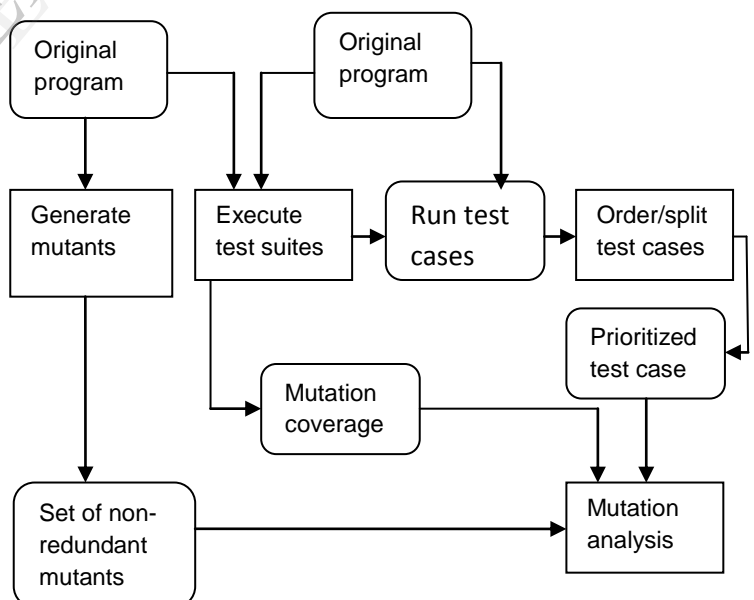 Original
program
Original
program
Generate
mutants
Execute
test suites
Run test
cases
Order/split
test cases
Prioritized
test case
Mutation
coverage
Set of non-
redundant
mutants
Mutation
analysis